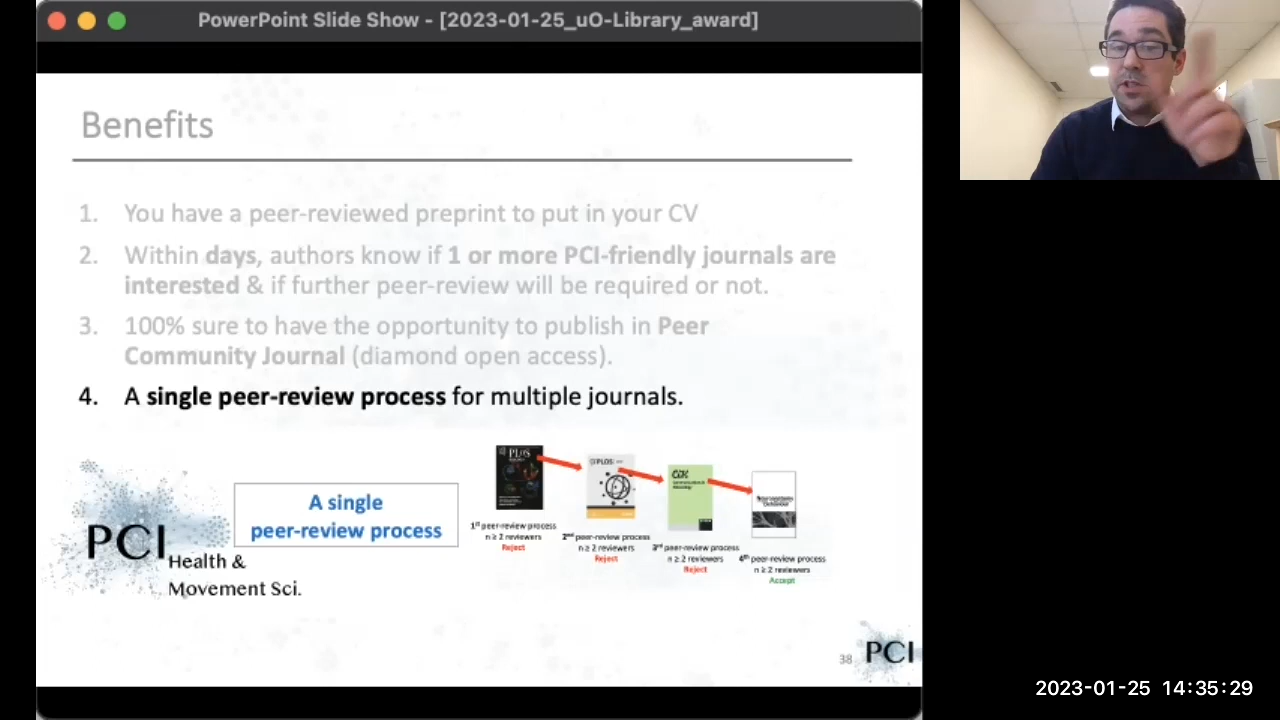 PowerPoint Slide Show - [2023-01-25_uO-Library_award]
Benefits
1. You have a peer-reviewed preprint to put in your CV
2. Within days, authors know if 1 or more PCI-friendly journals are
interested & if further peer-review will be required or not.
3. 100% sure to have the opportunity to publish in Peer
Community Journal (diamond open access).
4. A single peer-review process for multiple journals.
A single
peer-review process
PCI
Health &
Movement Sci.
PLOS
PLOS
1st peer-review process
n ≥ 2 reviewers
Reject
2nd peer-review process
n ≥ 2 reviewers
Reject
3rd peer-review process
n ≥ 2 reviewers
Reject
4th peer-review process
n ≥ 2 reviewers
Accept
38
PCI
2023-01-25 14:35:29